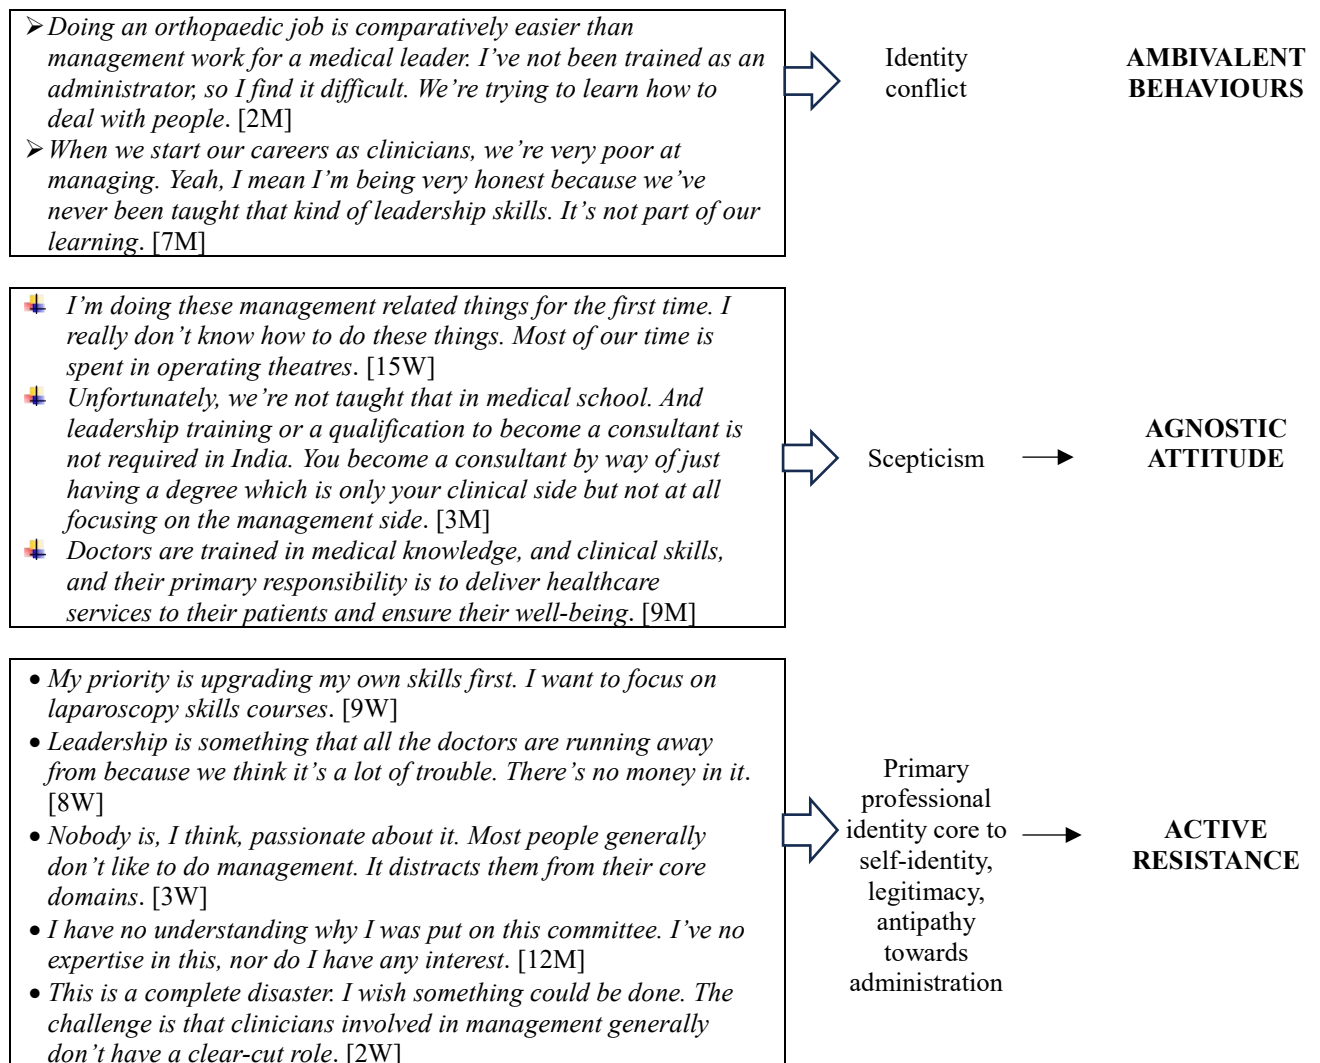 ➢ Doing an orthopaedic job is comparatively easier than
management work for a medical leader. I’ve not been trained as an
administrator, so I find it difficult. We’re trying to learn how to
deal with people. [2M]
➢ When we start our careers as clinicians, we’re very poor at
managing. Yeah, I mean I’m being very honest because we’ve
never been taught that kind of leadership skills. It’s not part of our
learning. [7M]
Identity
conflict
AMBIVALENT
BEHAVIOURS
I’m doing these management related things for the first time. I
really don’t know how to do these things. Most of our time is
spent in operating theatres. [15W]
Unfortunately, we’re not taught that in medical school. And
leadership training or a qualification to become a consultant is
not required in India. You become a consultant by way of just
having a degree which is only your clinical side but not at all
focusing on the management side. [3M]
Doctors are trained in medical knowledge, and clinical skills,
and their primary responsibility is to deliver healthcare
services to their patients and ensure their well-being. [9M]
Scepticism
AGNOSTIC
ATTITUDE
• My priority is upgrading my own skills first. I want to focus on
laparoscopy skills courses. [9W]
• Leadership is something that all the doctors are running away
from because we think it’s a lot of trouble. There’s no money in it.
[8W]
• Nobody is, I think, passionate about it. Most people generally
don’t like to do management. It distracts them from their core
domains. [3W]
• I have no understanding why I was put on this committee. I’ve no
expertise in this, nor do I have any interest. [12M]
• This is a complete disaster. I wish something could be done. The
challenge is that clinicians involved in management generally
don’t have a clear-cut role. [2W]
Primary
professional
identity core to
self-identity,
legitimacy,
antipathy
towards
administration
ACTIVE
RESISTANCE